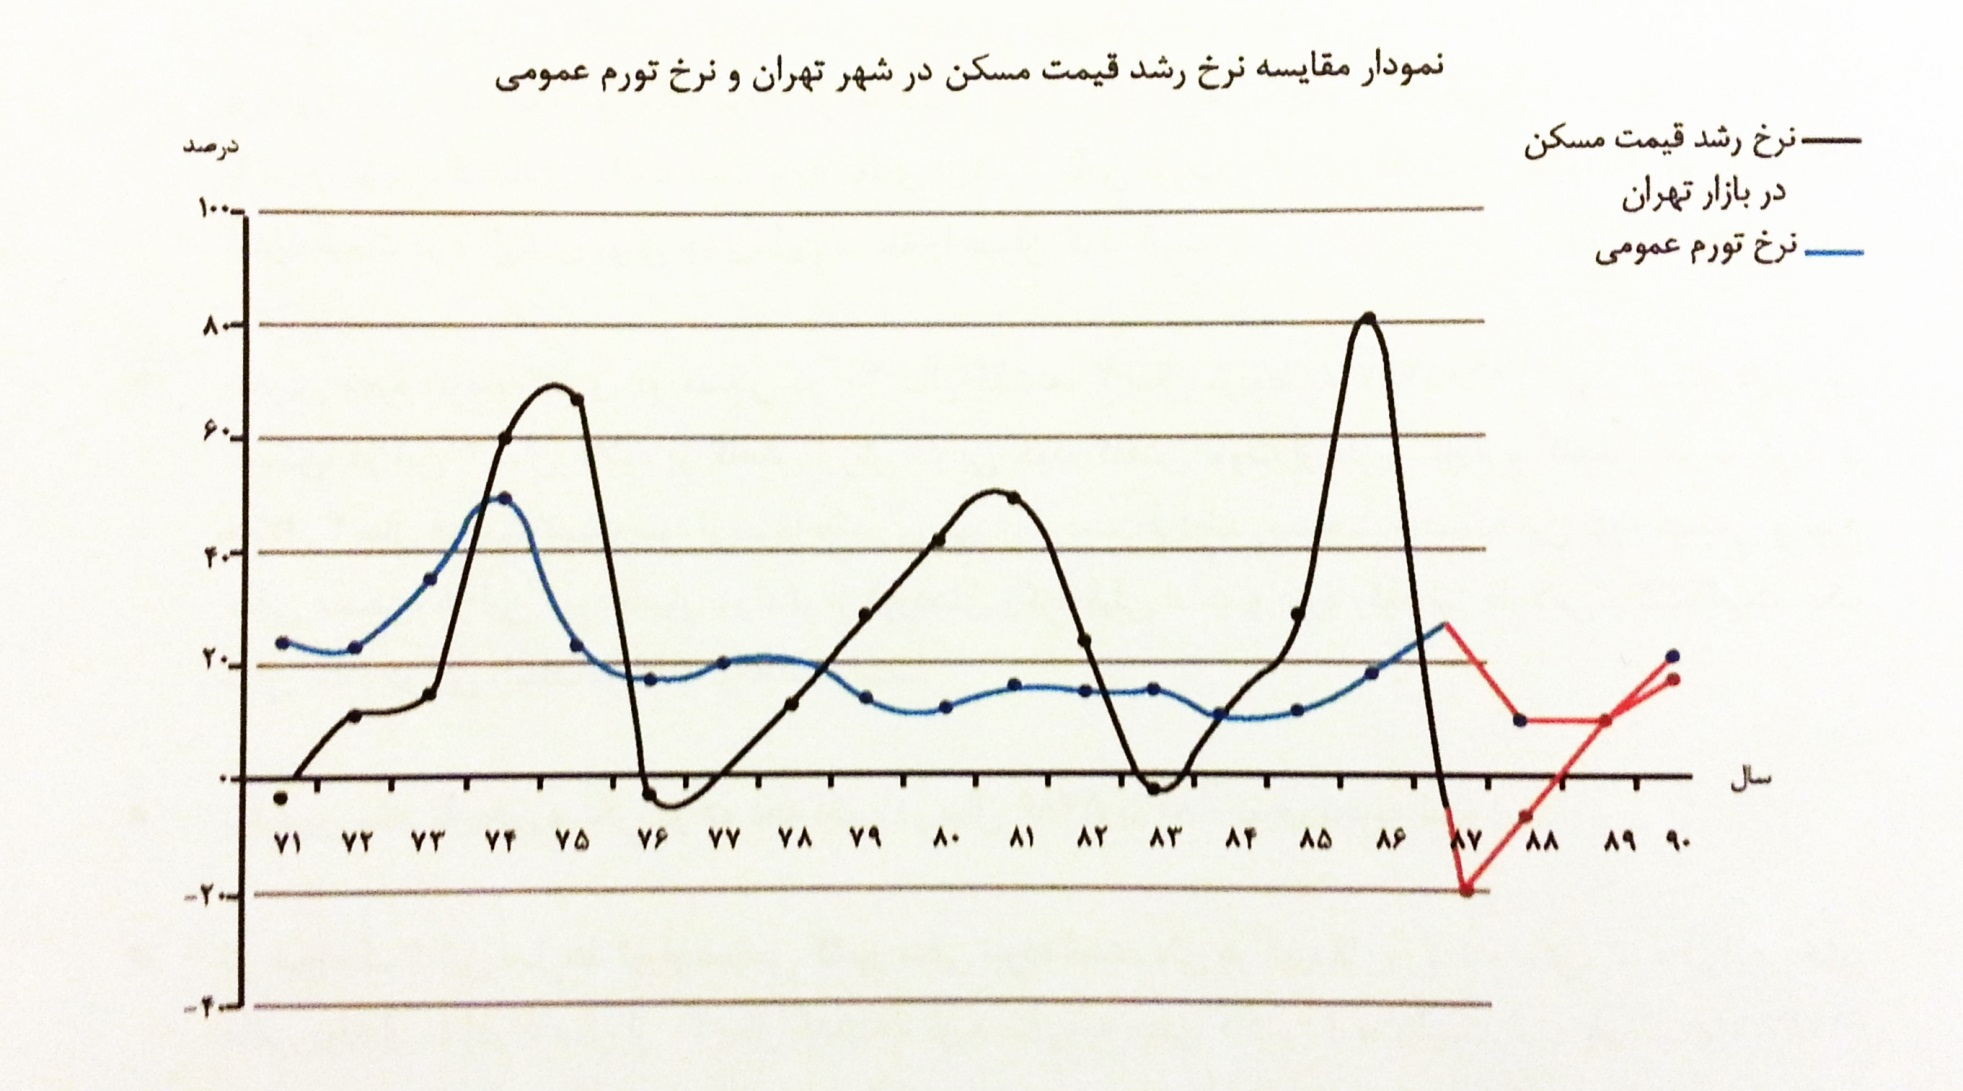 نمودار مقایسه نرخ رشد قیمت مسکن در شهر تهران و نرخ تورم عمومی
نرخ رشد قیمت مسکن
در بازار تهران
نرخ تورم عمومی
درصد
۱۰۰
۸۰
۶۰
۴۰
۲۰
۰
-۲۰
-۴۰
سال
۷۱ ۷۲ ۷۳ ۷۴ ۷۵ ۷۶ ۷۷ ۷۸ ۷۹ ۸۰ ۸۱ ۸۲ ۸۳ ۸۴ ۸۵ ۸۶ ۸۷ ۸۸ ۸۹ ۹۰